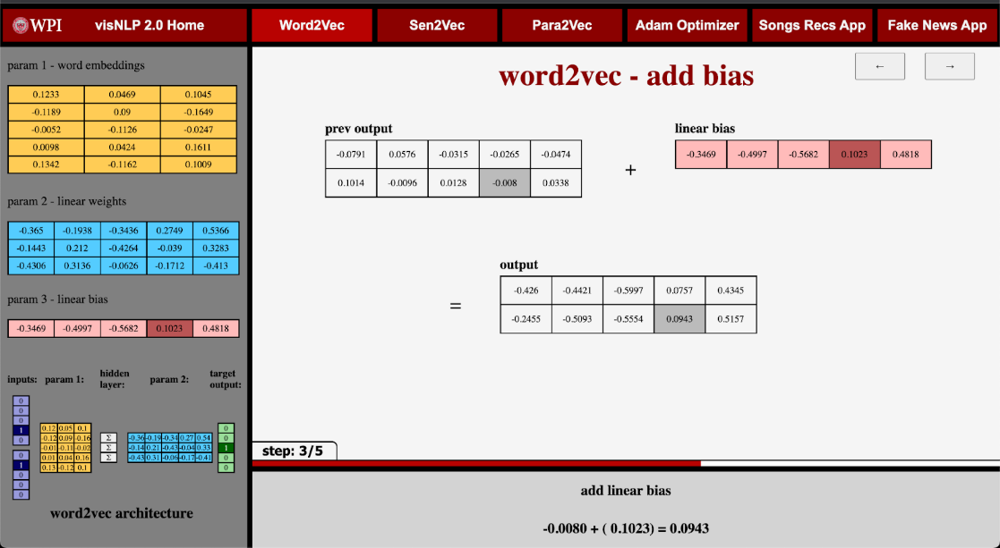 WPI visNLP 2.0 Home Word2Vec Sen2Vec Para2Vec Adam Optimizer Songs Recs App Fake News App
param 1 - word embeddings
0.1233 0.0469 0.1045
-0.1189 0.09 -0.1649
-0.0052 -0.1126 -0.0247
0.0098 0.0424 0.1611
0.1342 -0.1162 0.1009
param 2 - linear weights
-0.365 -0.1938 -0.3436 0.2749 0.5366
-0.1443 0.212 -0.4264 -0.039 0.3283
-0.4306 0.3136 -0.0626 -0.1712 -0.413
param 3 - linear bias
-0.3469 -0.4997 -0.5682 0.1023 0.4818
inputs: param 1: hidden layer: param 2: target output:
0
0
0
1
0
0
1
0
0
0
0.12 0.05 0.1
-0.12 0.09 -0.16
-0.01 -0.11 -0.02
0.01 0.04 0.16
0.13 -0.12 0.1
Σ
Σ
Σ
-0.36 -0.19 -0.34 0.27 0.54
-0.14 0.21 -0.43 -0.04 0.33
-0.43 0.31 -0.06 -0.17 -0.41
0
0
1
0
0
word2vec architecture
word2vec - add bias
← →
prev output
-0.0791 0.0576 -0.0315 -0.0265 -0.0474
0.1014 -0.0096 0.0128 -0.008 0.0338
+
linear bias
-0.3469 -0.4997 -0.5682 0.1023 0.4818
=
output
-0.426 -0.4421 -0.5997 0.0757 0.4345
-0.2455 -0.5093 -0.5554 0.0943 0.5157
step: 3/5
add linear bias
-0.0080 + ( 0.1023) = 0.0943